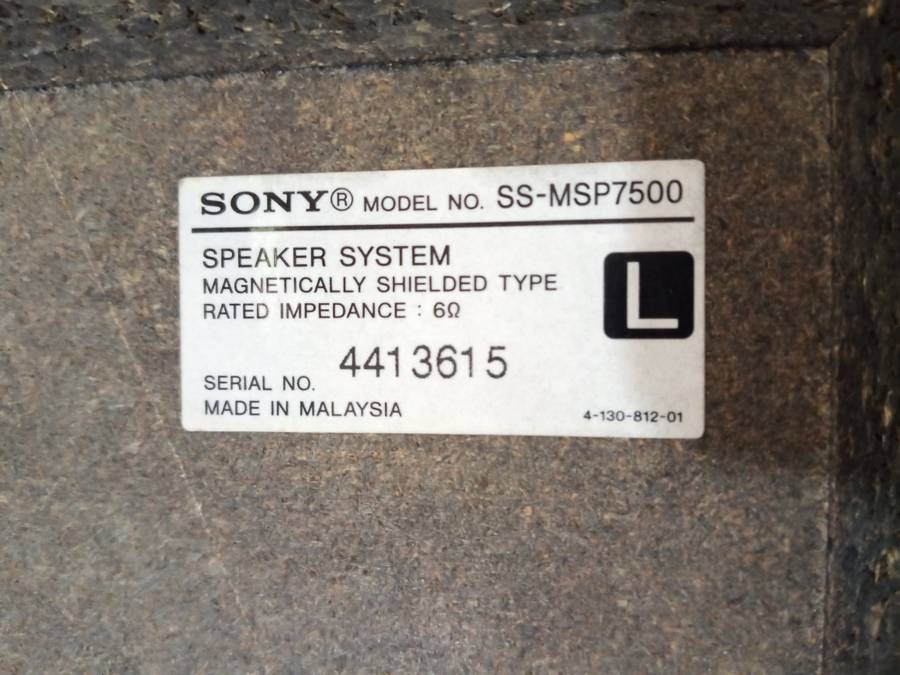 SONY® MODEL NO. SS-MSP7500
SPEAKER SYSTEM
MAGNETICALLY SHIELDED TYPE
RATED IMPEDANCE : 6Ω
L
SERIAL NO. 4413615
MADE IN MALAYSIA
4-130-812-01